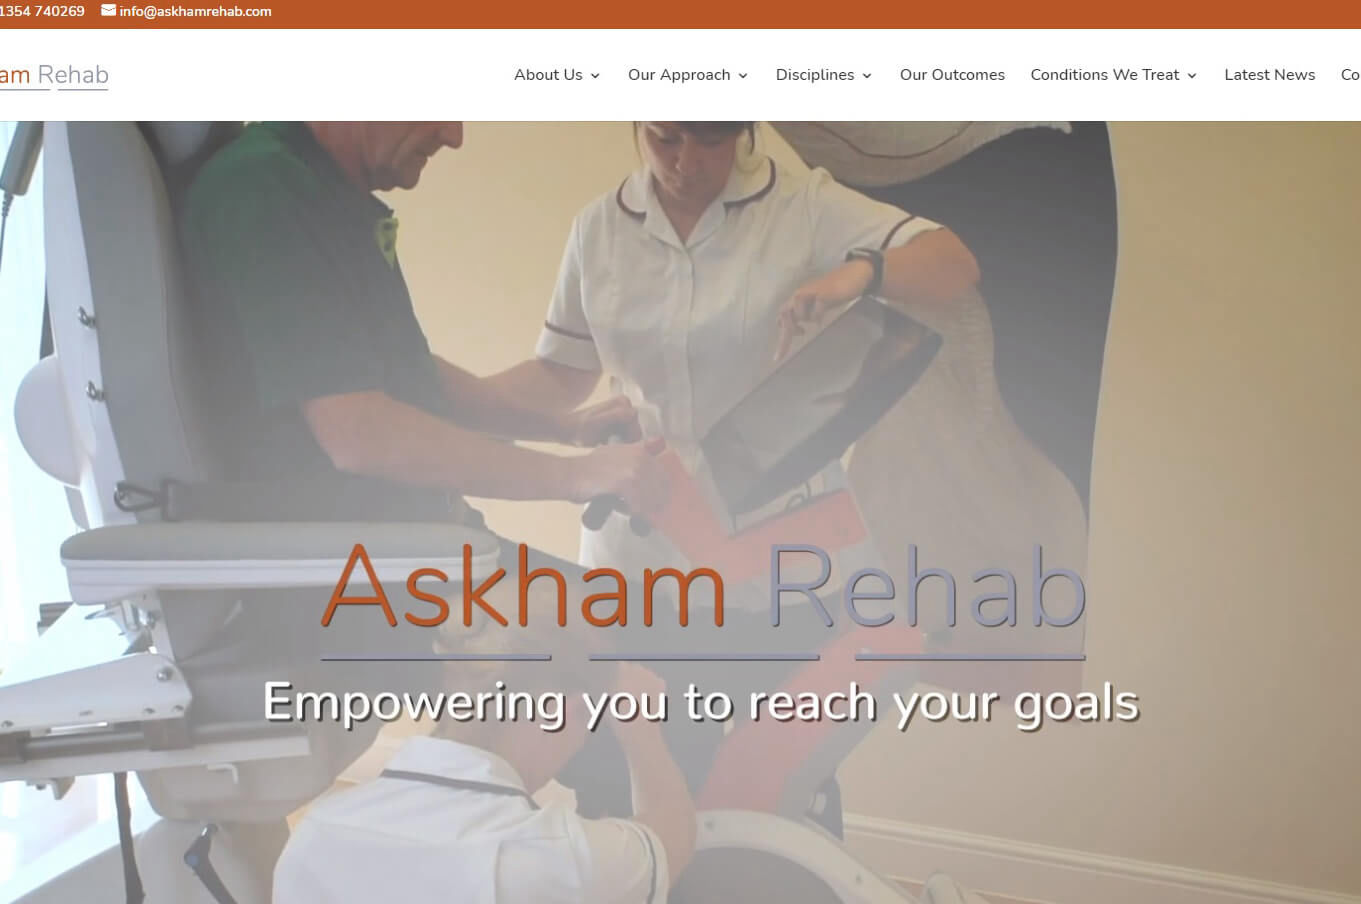 1354 740269 info@askhamrehab.com
am Rehab
About Us Our Approach Disciplines Our Outcomes Conditions We Treat Latest News Co
Askham Rehab
Empowering you to reach your goals